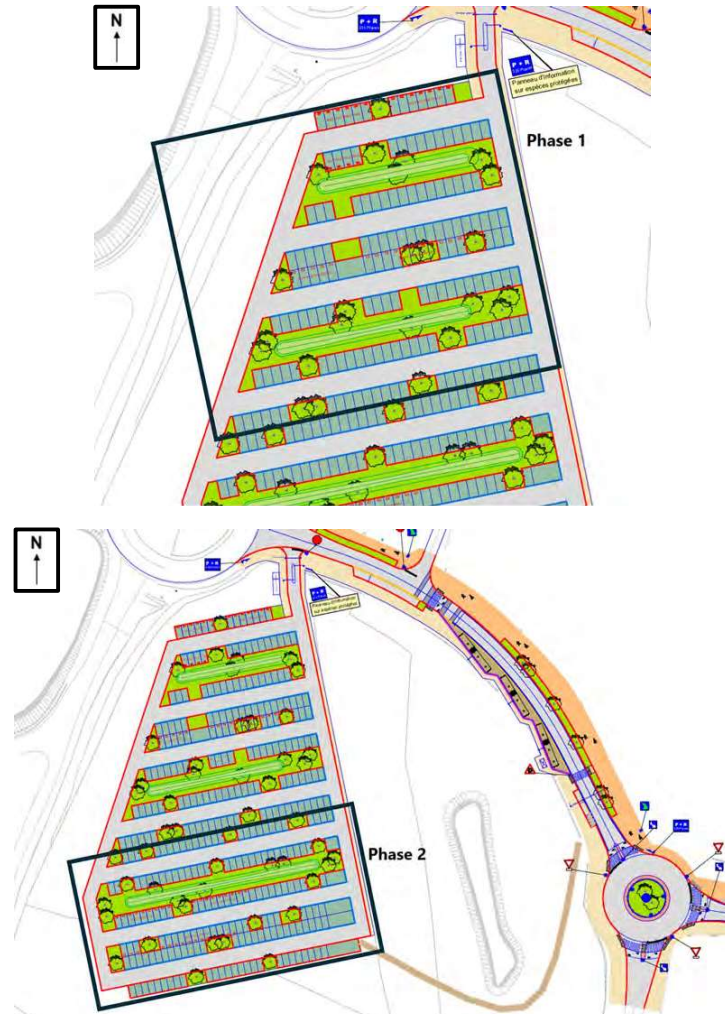 N
P + R
P + R
Panneau d'information
sur espèces protégées
Phase 1
N
P + R
P + R
Panneau d'information
sur espèces protégées
Phase 2
P + R